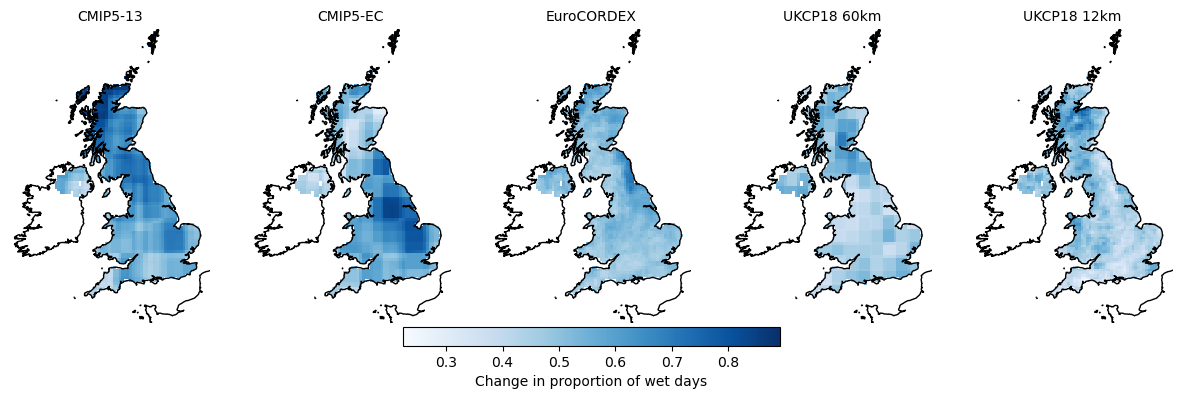 CMIP5-13 CMIP5-EC EuroCORDEX UKCP18 60km UKCP18 12km
0.3 0.4 0.5 0.6 0.7 0.8
Change in proportion of wet days